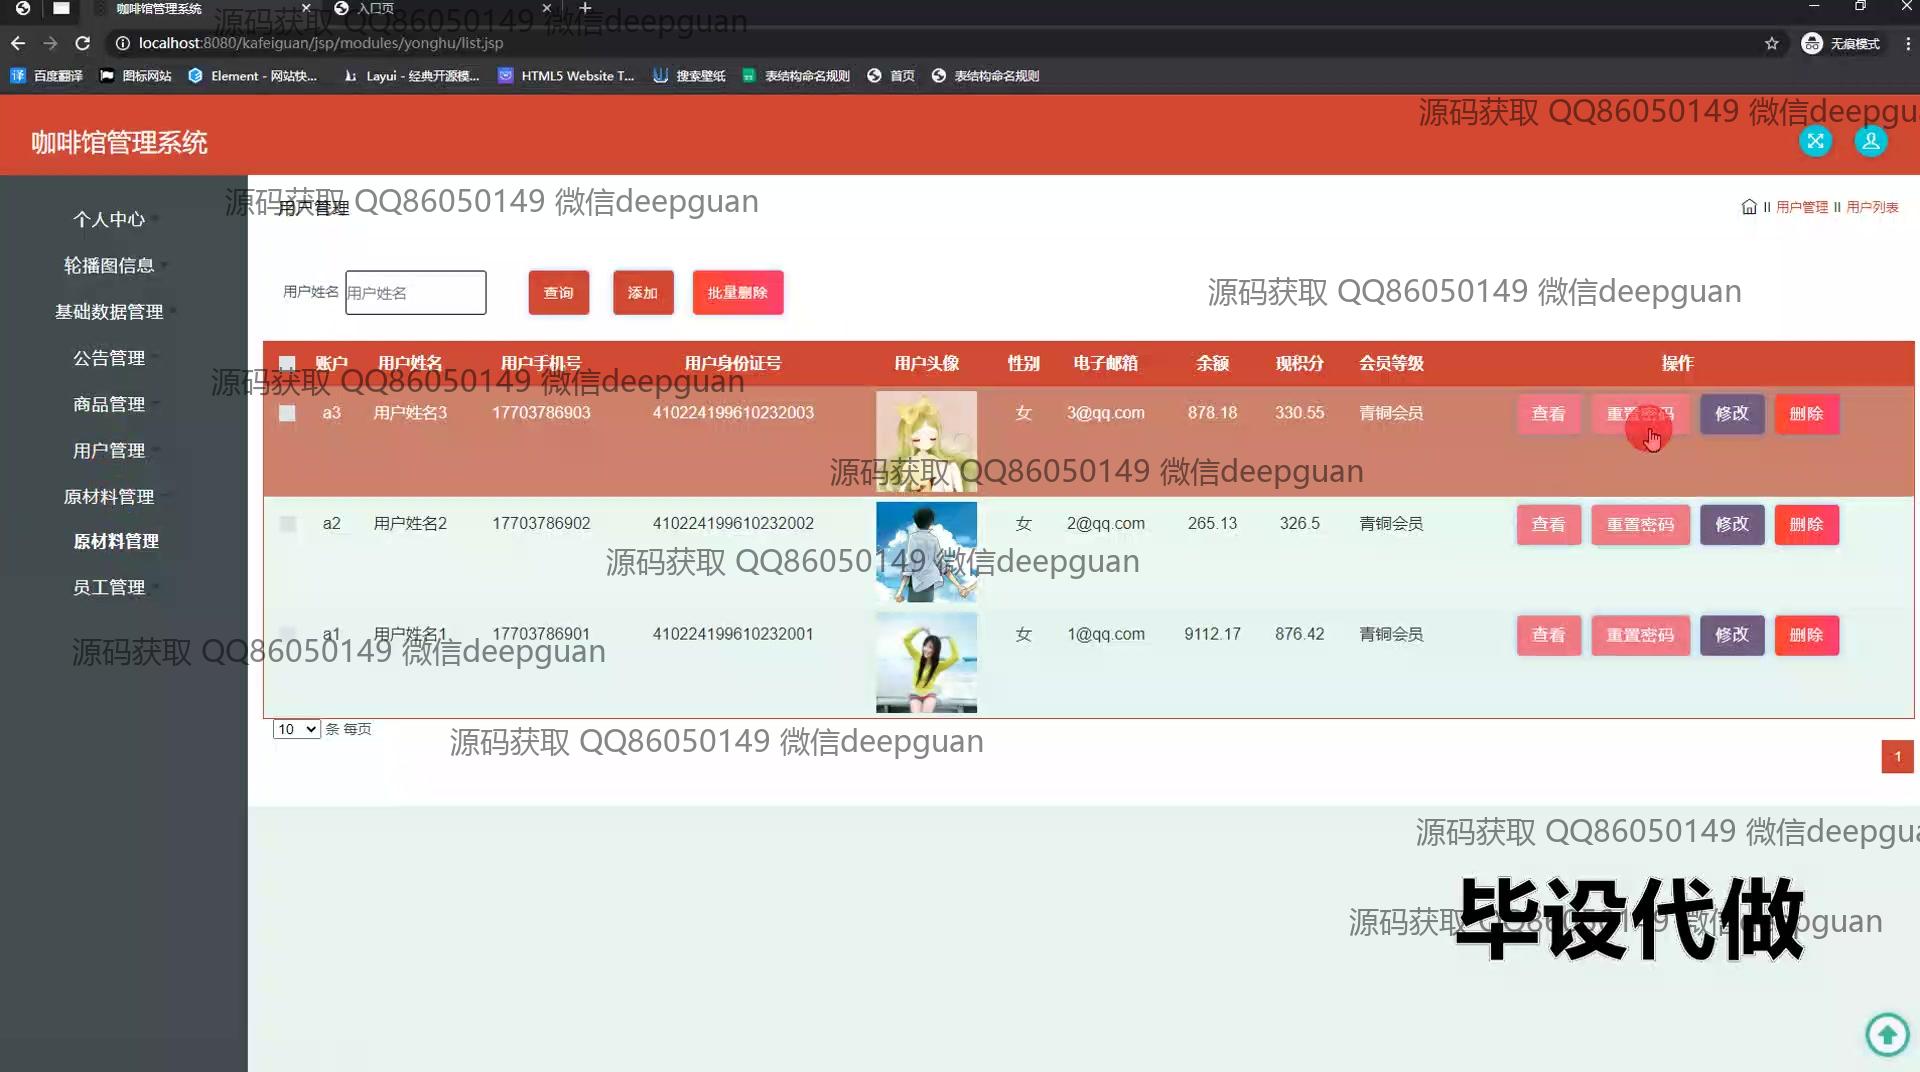 咖啡馆管理系统
入口页
源码获取 QQ86050149 微信deepguan
localhost:8080/kafeiguan/jsp/modules/yonghu/list.jsp
无痕模式
百度翻译
图标网站
Element - 网站快...
Layui - 经典开源模...
HTML5 Website T...
搜索壁纸
表结构命名规则
首页
表结构命名规则
源码获取 QQ86050149 微信deepgu
咖啡馆管理系统
个人中心
轮播图信息
基础数据管理
公告管理
商品管理
用户管理
原材料管理
原材料管理
员工管理
源码获取 QQ86050149 微信deepguan
用户管理
II 用户管理 II 用户列表
用户姓名 用户姓名 查询 添加 批量删除
源码获取 QQ86050149 微信deepguan
账户 用户姓名 用户手机号 用户身份证号 用户头像 性别 电子邮箱 余额 现积分 会员等级 操作
源码获取 QQ86050149 微信deepguan
a3 用户姓名3 17703786903 410224199610232003 女 3@qq.com 878.18 330.55 青铜会员 查看 重置密码 修改 删除
源码获取 QQ86050149 微信deepguan
a2 用户姓名2 17703786902 410224199610232002 女 2@qq.com 265.13 326.5 青铜会员 查看 重置密码 修改 删除
源码获取 QQ86050149 微信deepguan
a1 用户姓名1 17703786901 410224199610232001 女 1@qq.com 9112.17 876.42 青铜会员 查看 重置密码 修改 删除
源码获取 QQ86050149 微信deepguan
10 条 每页
源码获取 QQ86050149 微信deepguan
1
源码获取 QQ86050149 微信deepgua
毕设代做
源码获取 QQ86050149 微信deepguan